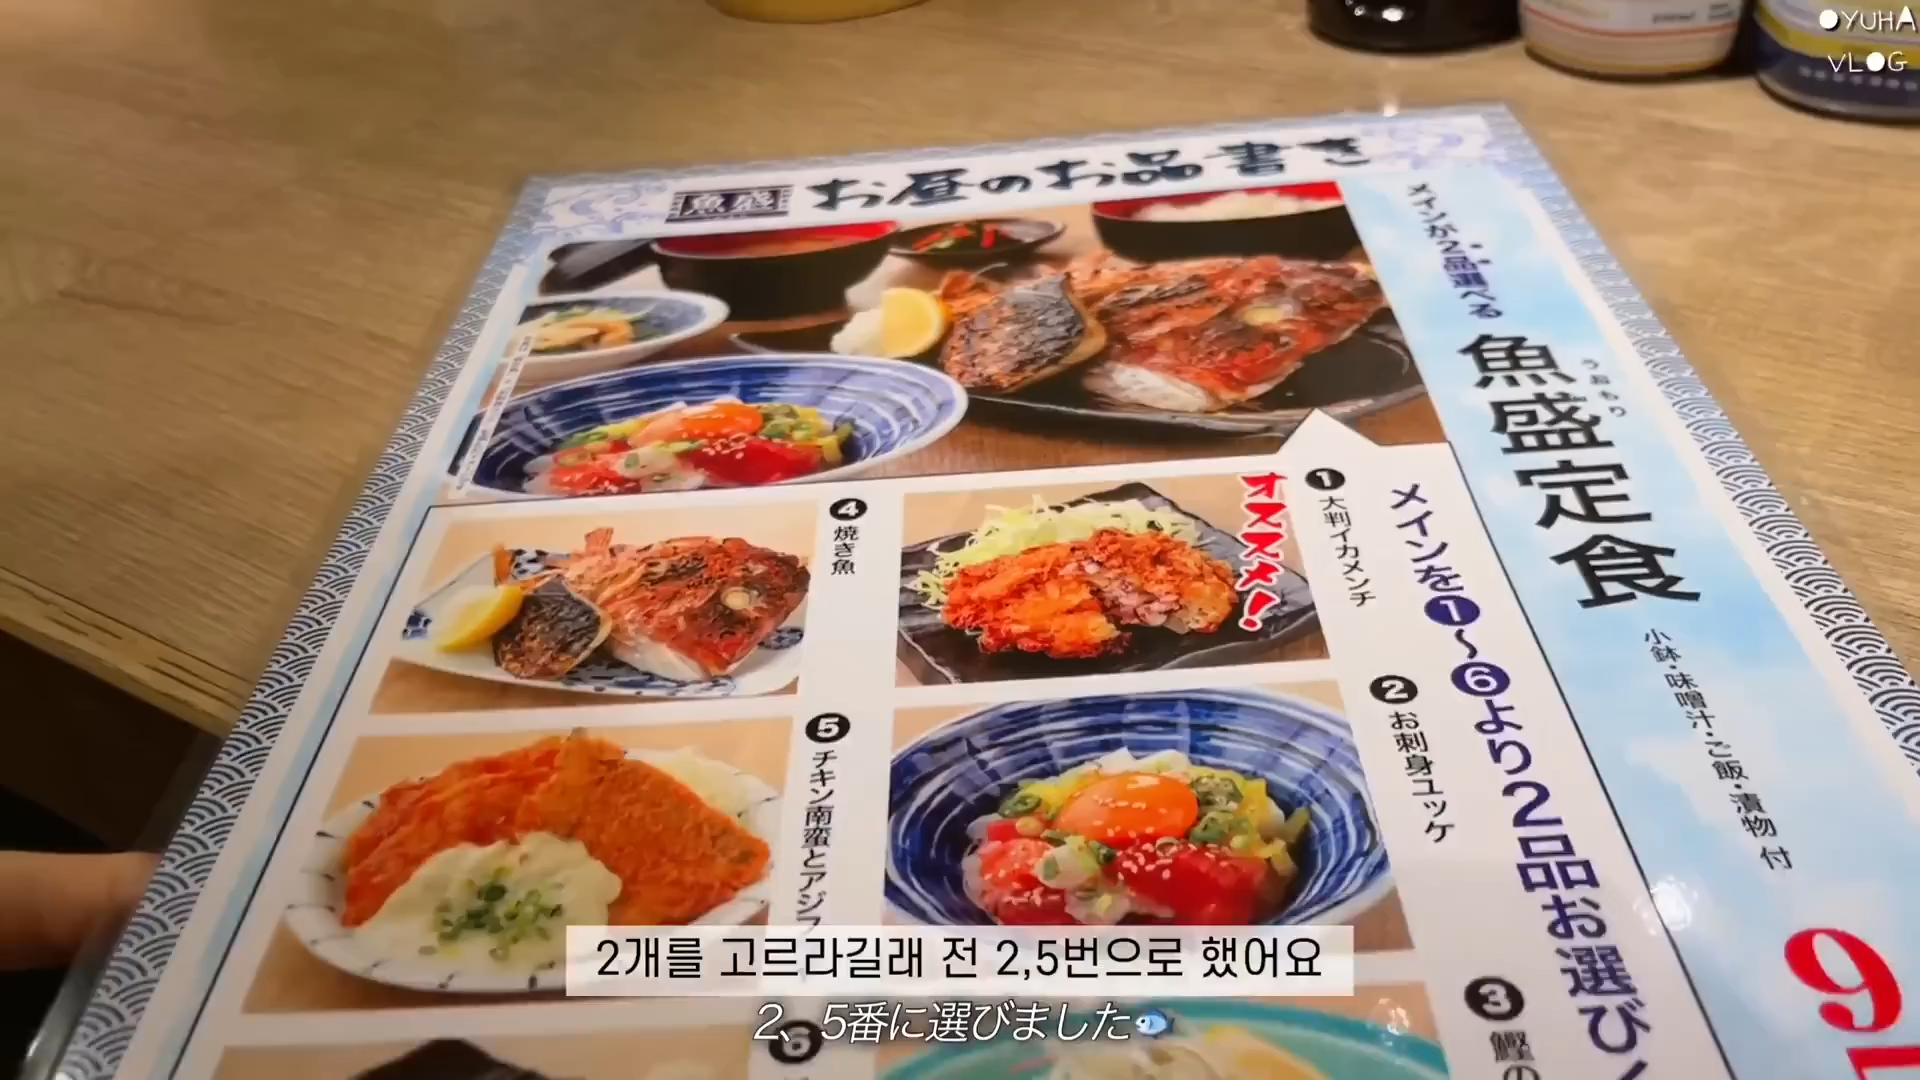 ●YUHA
VLOG
魚盛
お昼のお品書き
メインが2品選べる
魚盛定食
うおもり
小鉢・味噌汁・ご飯・漬物 付
メインを①～⑥より2品お選び
オススメ!
① 大判イカメンチ
② お刺身ユッケ
③ 鰹の
④ 焼き魚
⑤ チキン南蛮とアジフ
⑥
9
2개를 고르라길래 전 2,5번으로 했어요
2、5番に選びました🐟